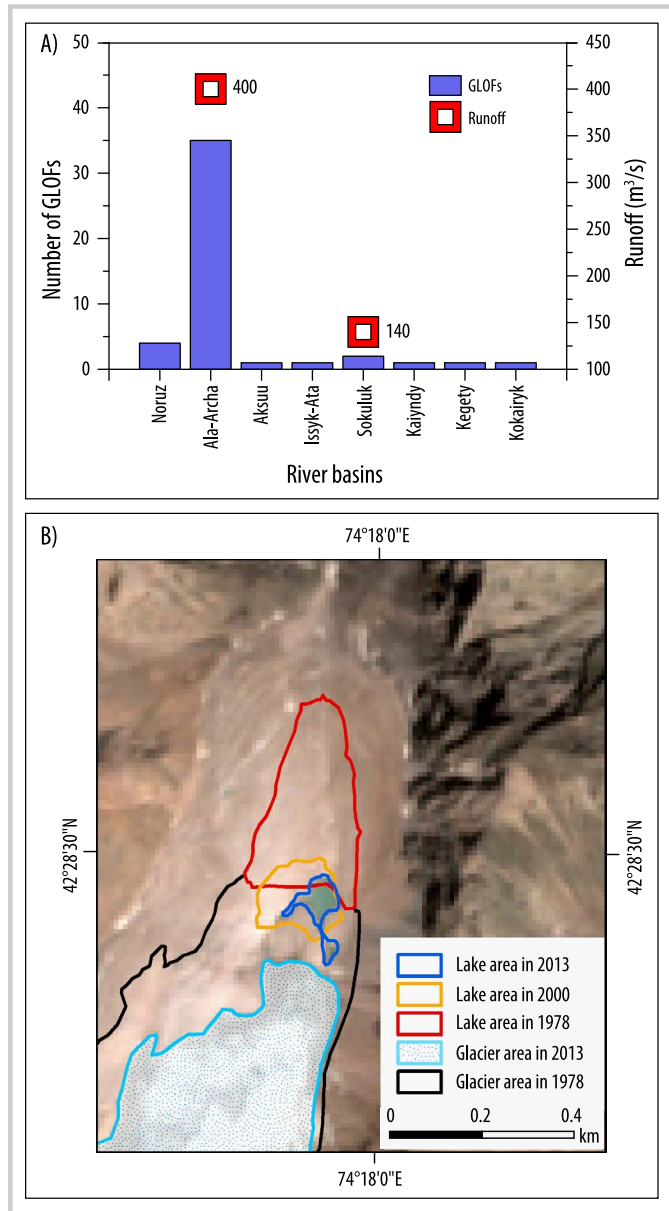 A)
50
40
30
20
10
0
Number of GLOFs
450
400
350
300
250
200
150
100
Runoff (m³/s)
GLOFs
Runoff
400
140
Noruz
Ala-Archa
Aksuu
Issyk-Ata
Sokuluk
Kaiyndy
Kegety
Kokairyk
River basins
B)
74°18'0"E
42°28'30"N
42°28'30"N
Lake area in 2013
Lake area in 2000
Lake area in 1978
Glacier area in 2013
Glacier area in 1978
0 0.2 0.4
km
74°18'0"E